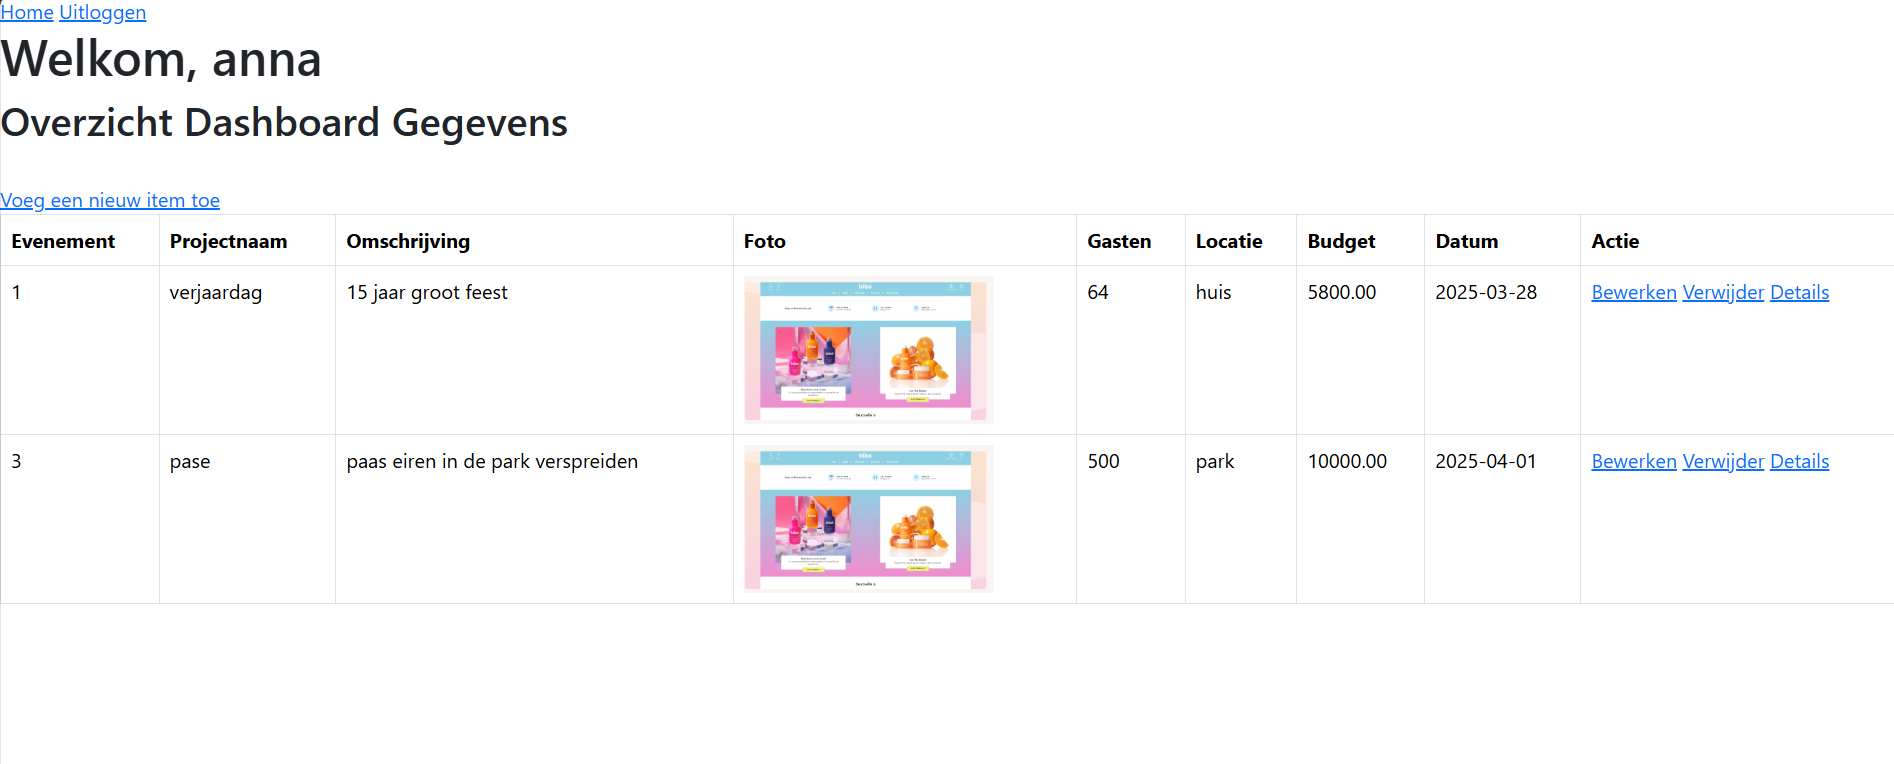 Home Uitloggen
Welkom, anna
Overzicht Dashboard Gegevens
Voeg een nieuw item toe
Evenement Projectnaam Omschrijving Foto Gasten Locatie Budget Datum Actie
1 verjaardag 15 jaar groot feest 64 huis 5800.00 2025-03-28 Bewerken Verwijder Details
3 pase paas eiren in de park verspreiden 500 park 10000.00 2025-04-01 Bewerken Verwijder Details